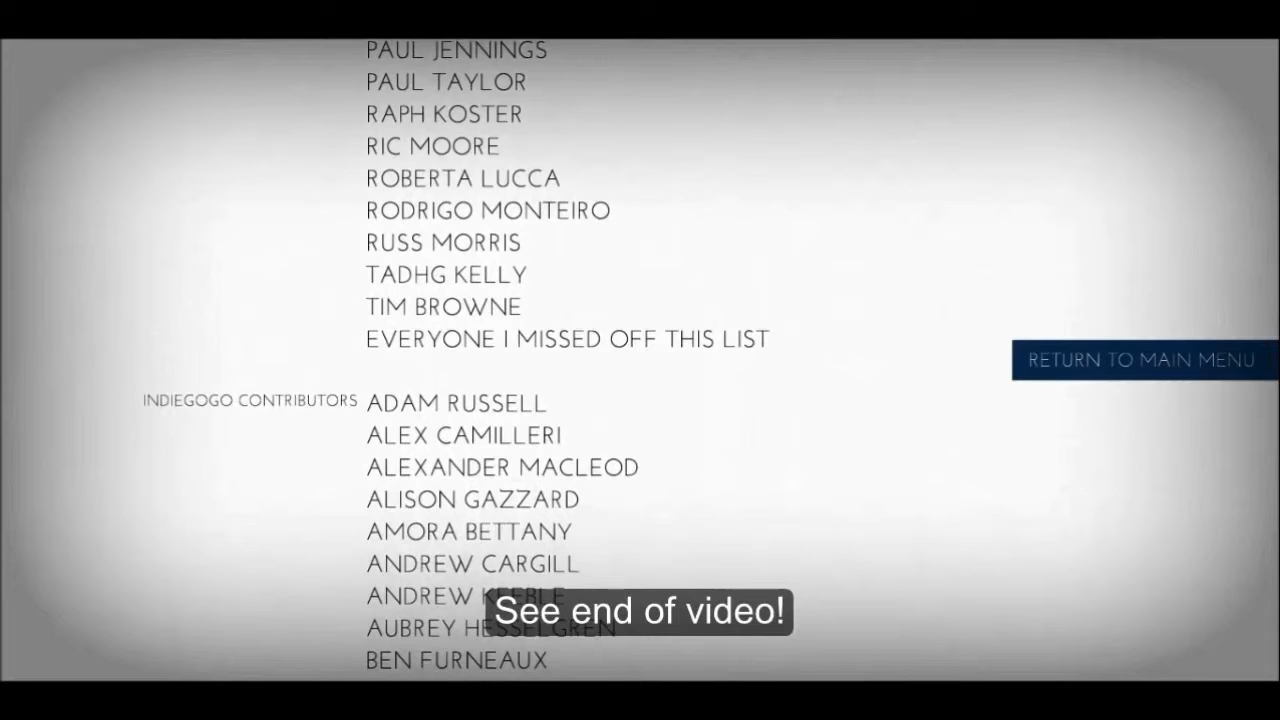 PAUL JENNINGS
PAUL TAYLOR
RAPH KOSTER
RIC MOORE
ROBERTA LUCCA
RODRIGO MONTEIRO
RUSS MORRIS
TADHG KELLY
TIM BROWNE
EVERYONE I MISSED OFF THIS LIST
RETURN TO MAIN MENU
INDIEGOGO CONTRIBUTORS ADAM RUSSELL
ALEX CAMILLERI
ALEXANDER MACLEOD
ALISON GAZZARD
AMORA BETTANY
ANDREW CARGILL
ANDREW KEEBLE
See end of video!
AUBREY HESSELGREN
BEN FURNEAUX